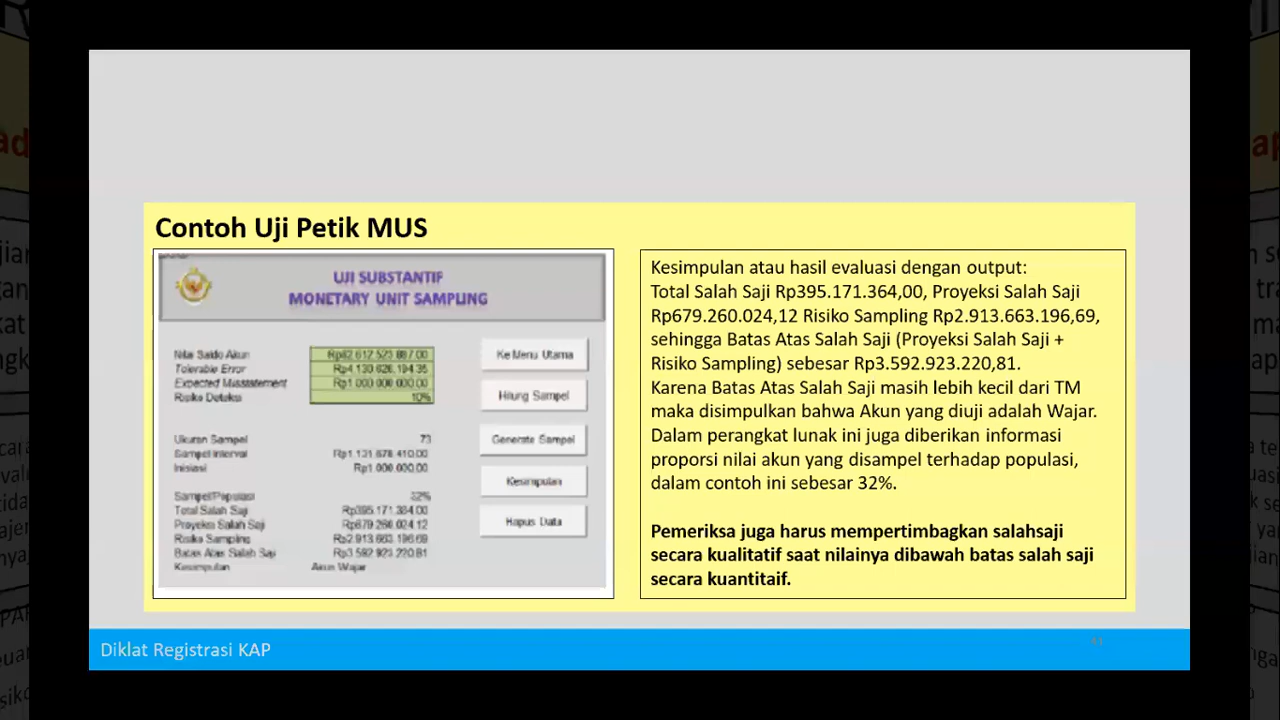 Contoh Uji Petik MUS
UJI SUBSTANTIF
MONETARY UNIT SAMPLING
Nilai Saldo Akun
Tolerable Error
Expected Misstatement
Rp1.000.000.000,00
Risiko Deteksi
10%
Ke Menu Utama
Hitung Sampel
Generate Sampel
Kesimpulan
Hapus Data
Ukuran Sampel
73
Sampel Interval
Inisiasi
Rp1.000.000,00
Sampel/Populasi
32%
Total Salah Saji
Proyeksi Salah Saji
Rp679.260.024,12
Risiko Sampling
Rp2.913.663.196,69
Batas Atas Salah Saji
Rp3.592.923.220,81
Kesimpulan
Akun Wajar
Kesimpulan atau hasil evaluasi dengan output:
Total Salah Saji Rp395.171.364,00, Proyeksi Salah Saji
Rp679.260.024,12 Risiko Sampling Rp2.913.663.196,69,
sehingga Batas Atas Salah Saji (Proyeksi Salah Saji +
Risiko Sampling) sebesar Rp3.592.923.220,81.
Karena Batas Atas Salah Saji masih lebih kecil dari TM
maka disimpulkan bahwa Akun yang diuji adalah Wajar.
Dalam perangkat lunak ini juga diberikan informasi
proporsi nilai akun yang disampel terhadap populasi,
dalam contoh ini sebesar 32%.
Pemeriksa juga harus mempertimbagkan salahsaji
secara kualitatif saat nilainya dibawah batas salah saji
secara kuantitaif.
Diklat Registrasi KAP